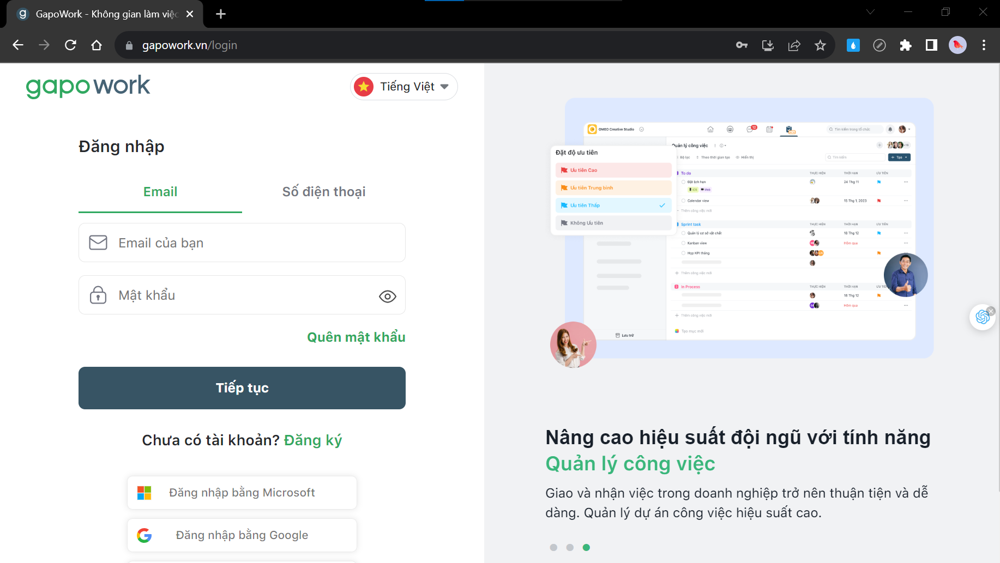 GapoWork - Không gian làm việc
gapowork.vn/login
gapo work
Tiếng Việt
Đăng nhập
Email
Số điện thoại
Email của bạn
Mật khẩu
Quên mật khẩu
Tiếp tục
Chưa có tài khoản? Đăng ký
Đăng nhập bằng Microsoft
Đăng nhập bằng Google
OMEO Creative Studio
12
Tìm kiếm trong tổ chức
Quản lý công việc
+16
Bộ lọc
Theo thời gian tạo
Hiển thị
Tìm kiếm
+ Tạo
Đặt độ ưu tiên
Ưu tiên Cao
Ưu tiên Trung bình
Ưu tiên Thấp
Không Ưu tiên
To do
THỰC HIỆN
THỜI HẠN
ƯU TIÊN
Đặt lịch hẹn
24 Thg 11
iOS
Web
Calendar view
15 Thg 1, 2023
Thêm công việc mới
Sprint task
THỰC HIỆN
THỜI HẠN
ƯU TIÊN
Quản lý cơ sở vật chất
18 Thg 12
Kanban view
Hôm qua
Họp KPI tháng
+ Thêm công việc mới
In Process
THỰC HIỆN
THỜI HẠN
18 Thg 12
Hôm qua
+ Thêm công việc mới
Tạo mục mới
Lưu trữ
Nâng cao hiệu suất đội ngũ với tính năng
Quản lý công việc
Giao và nhận việc trong doanh nghiệp trở nên thuận tiện và dễ
dàng. Quản lý dự án công việc hiệu suất cao.